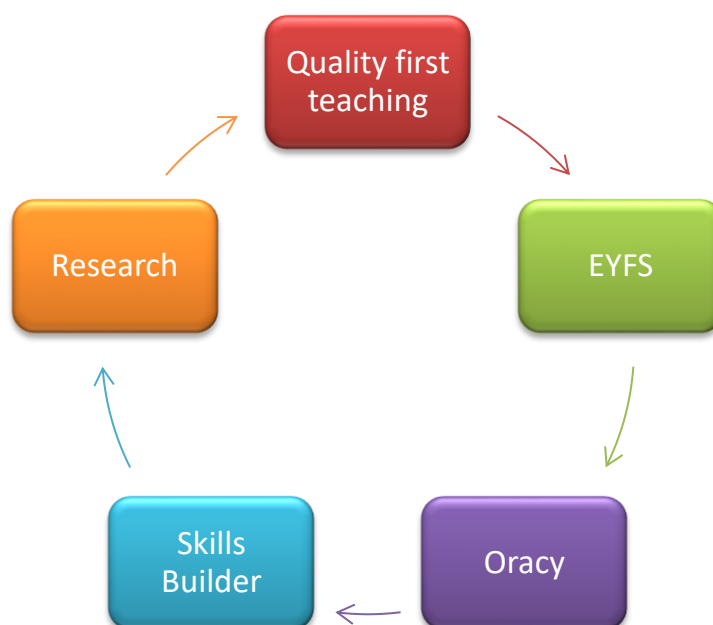 Quality first
teaching
EYFS
Oracy
Skills
Builder
Research